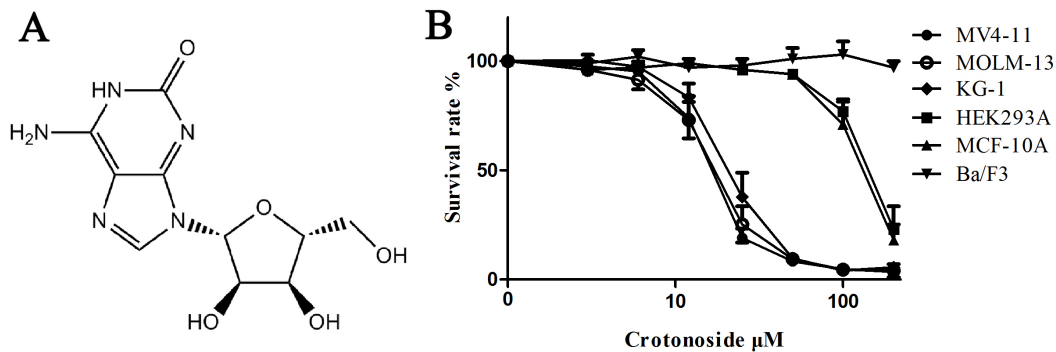 A
O
HN
N
H₂N
N
N
O
OH
HO
OH
B
Survival rate %
100
50
0
0
10
100
Crotonoside µM
MV4-11
MOLM-13
KG-1
HEK293A
MCF-10A
Ba/F3